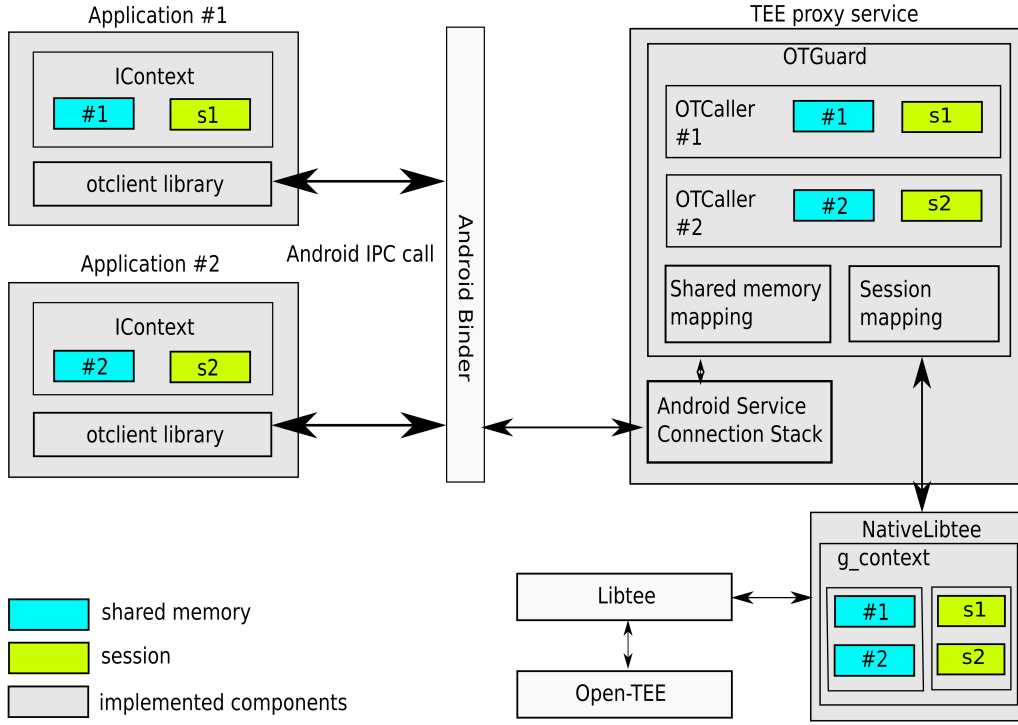 Application #1
IContext
#1
s1
otclient library
Application #2
IContext
#2
s2
otclient library
Android IPC call
Android Binder
TEE proxy service
OTGuard
OTCaller
#1
#1
s1
OTCaller
#2
#2
s2
Shared memory
mapping
Session
mapping
Android Service
Connection Stack
NativeLibtee
g_context
#1
s1
#2
s2
Libtee
Open-TEE
shared memory
session
implemented components